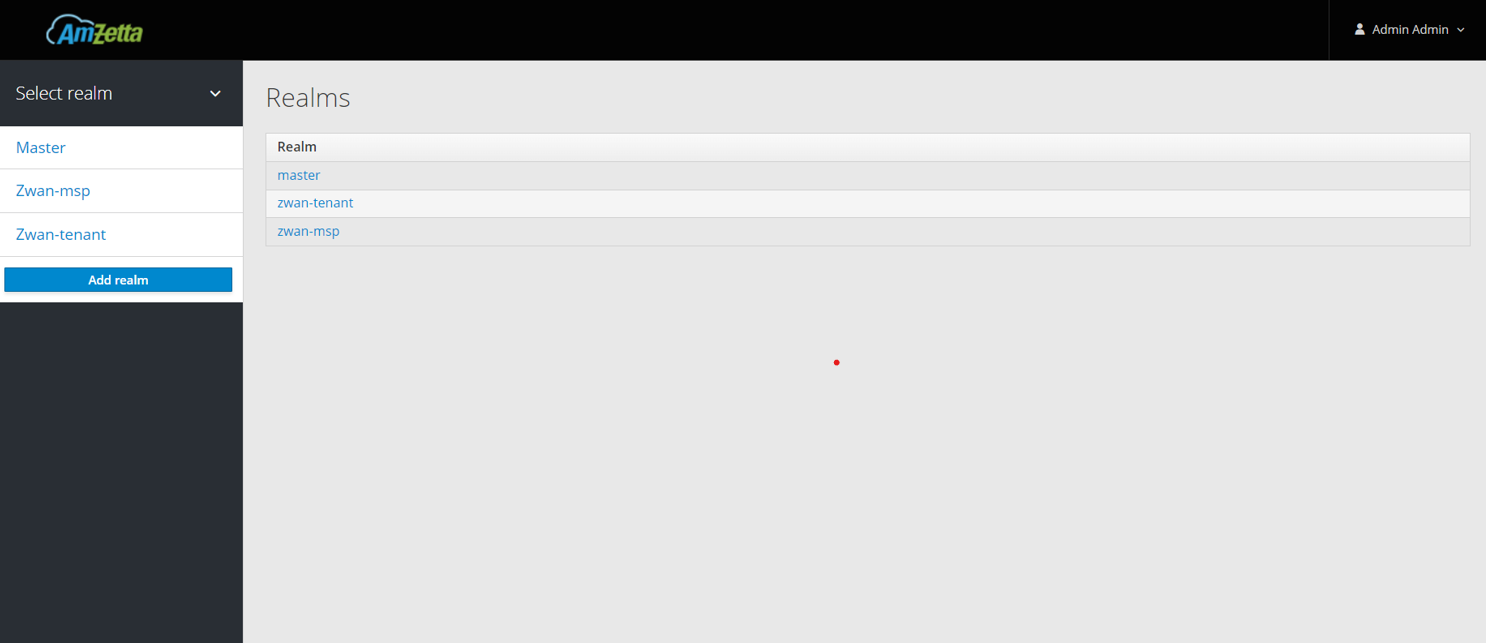 AmZetta
Admin Admin
Select realm
Master
Zwan-msp
Zwan-tenant
Add realm
Realms
Realm
master
zwan-tenant
zwan-msp